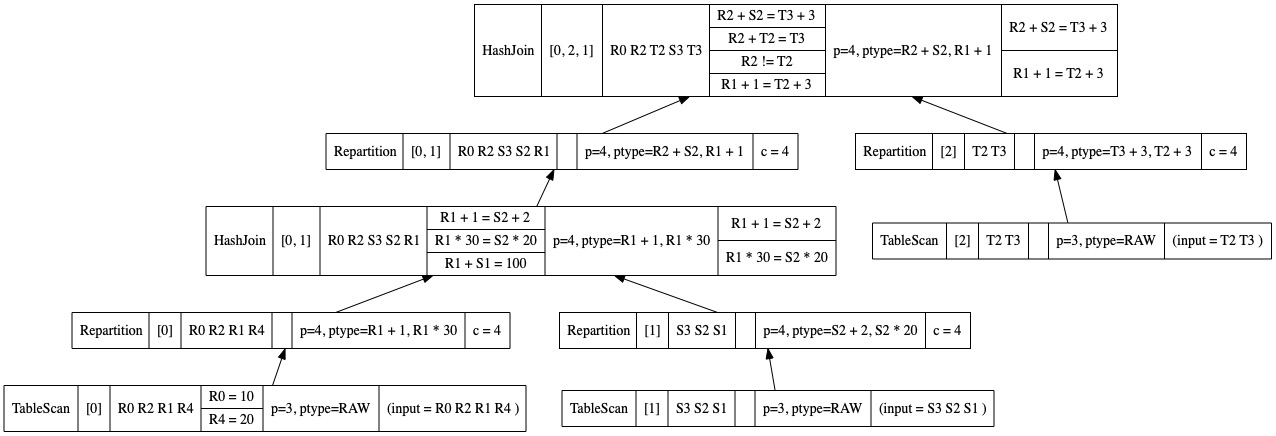 HashJoin [0, 2, 1] R0 R2 T2 S3 T3
R2 + S2 = T3 + 3
R2 + T2 = T3
R2 != T2
R1 + 1 = T2 + 3
p=4, ptype=R2 + S2, R1 + 1
R2 + S2 = T3 + 3
R1 + 1 = T2 + 3
Repartition [0, 1] R0 R2 S3 S2 R1 p=4, ptype=R2 + S2, R1 + 1 c = 4
Repartition [2] T2 T3 p=4, ptype=T3 + 3, T2 + 3 c = 4
HashJoin [0, 1] R0 R2 S3 S2 R1
R1 + 1 = S2 + 2
R1 * 30 = S2 * 20
R1 + S1 = 100
p=4, ptype=R1 + 1, R1 * 30
R1 + 1 = S2 + 2
R1 * 30 = S2 * 20
TableScan [2] T2 T3 p=3, ptype=RAW (input = T2 T3 )
Repartition [0] R0 R2 R1 R4 p=4, ptype=R1 + 1, R1 * 30 c = 4
Repartition [1] S3 S2 S1 p=4, ptype=S2 + 2, S2 * 20 c = 4
TableScan [0] R0 R2 R1 R4
R0 = 10
R4 = 20
p=3, ptype=RAW (input = R0 R2 R1 R4 )
TableScan [1] S3 S2 S1 p=3, ptype=RAW (input = S3 S2 S1 )